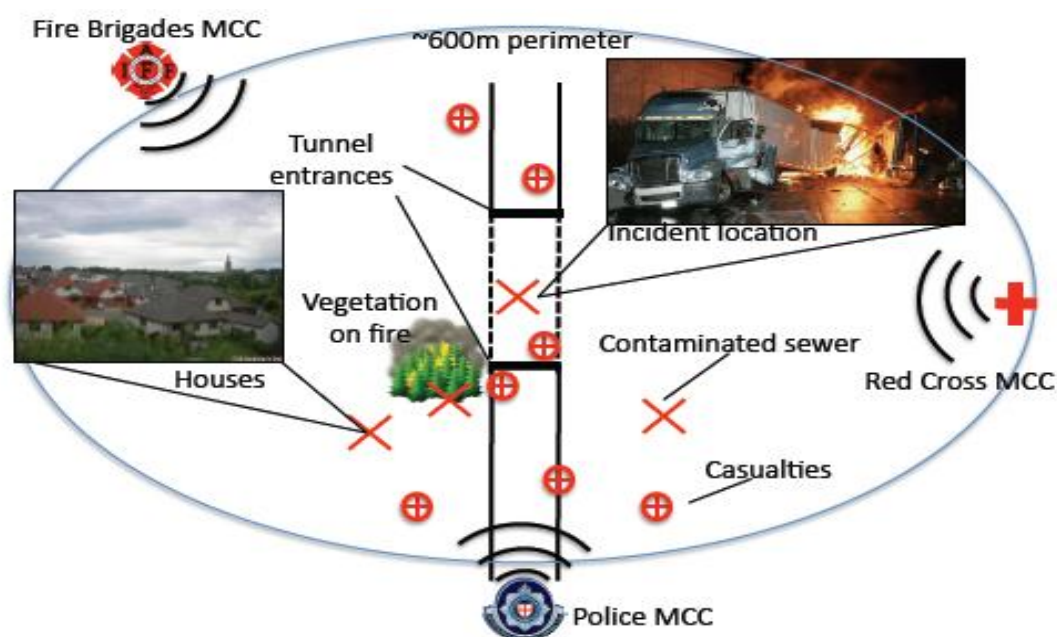 Fire Brigades MCC
~600m perimeter
I A F F
Tunnel
entrances
Incident location
Vegetation
on fire
Houses
Contaminated sewer
Red Cross MCC
Casualties
Police MCC